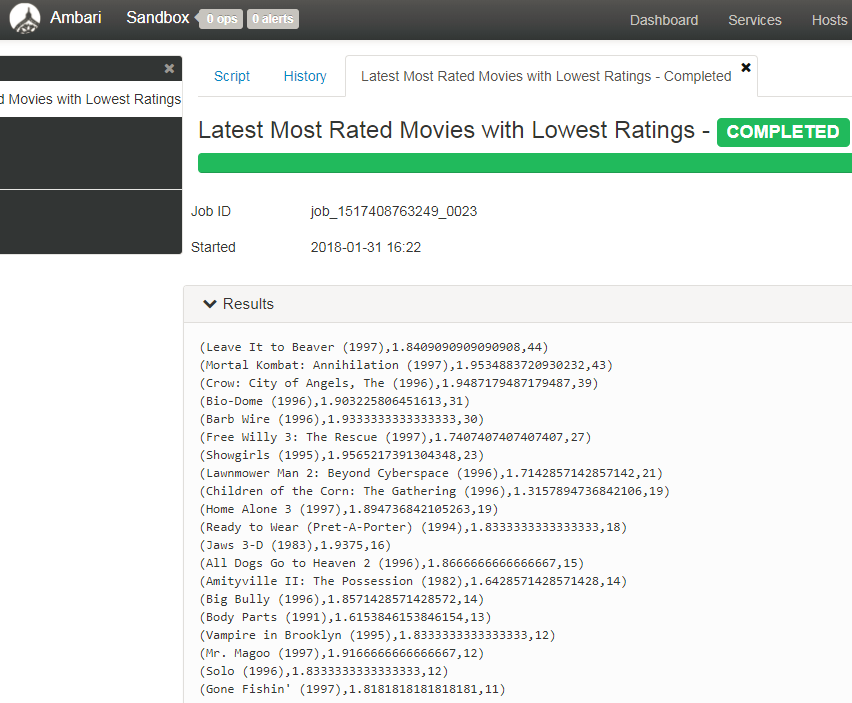 Ambari Sandbox 0 ops 0 alerts Dashboard Services Hosts
d Movies with Lowest Ratings
Script History Latest Most Rated Movies with Lowest Ratings - Completed
Latest Most Rated Movies with Lowest Ratings - COMPLETED
Job ID job_1517408763249_0023
Started 2018-01-31 16:22
Results
(Leave It to Beaver (1997),1.8409090909090908,44)
(Mortal Kombat: Annihilation (1997),1.9534883720930232,43)
(Crow: City of Angels, The (1996),1.9487179487179487,39)
(Bio-Dome (1996),1.903225806451613,31)
(Barb Wire (1996),1.9333333333333333,30)
(Free Willy 3: The Rescue (1997),1.7407407407407407,27)
(Showgirls (1995),1.9565217391304348,23)
(Lawnmower Man 2: Beyond Cyberspace (1996),1.7142857142857142,21)
(Children of the Corn: The Gathering (1996),1.3157894736842106,19)
(Home Alone 3 (1997),1.894736842105263,19)
(Ready to Wear (Pret-A-Porter) (1994),1.8333333333333333,18)
(Jaws 3-D (1983),1.9375,16)
(All Dogs Go to Heaven 2 (1996),1.8666666666666667,15)
(Amityville II: The Possession (1982),1.6428571428571428,14)
(Big Bully (1996),1.8571428571428572,14)
(Body Parts (1991),1.6153846153846154,13)
(Vampire in Brooklyn (1995),1.8333333333333333,12)
(Mr. Magoo (1997),1.9166666666666667,12)
(Solo (1996),1.8333333333333333,12)
(Gone Fishin' (1997),1.8181818181818181,11)